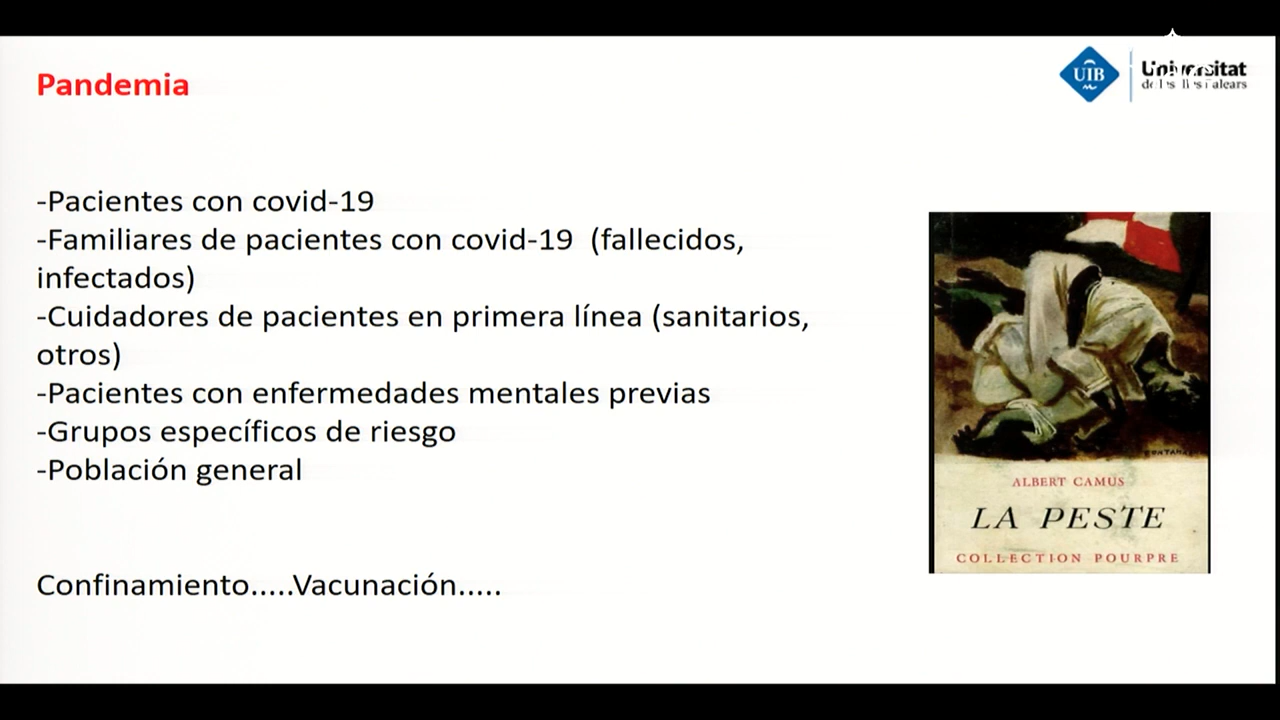 Pandemia
UIB
-Pacientes con covid-19
-Familiares de pacientes con covid-19 (fallecidos,
infectados)
-Cuidadores de pacientes en primera línea (sanitarios,
otros)
-Pacientes con enfermedades mentales previas
-Grupos específicos de riesgo
-Población general
Confinamiento.....Vacunación.....
ALBERT CAMUS
LA PESTE
COLLECTION POURPRE